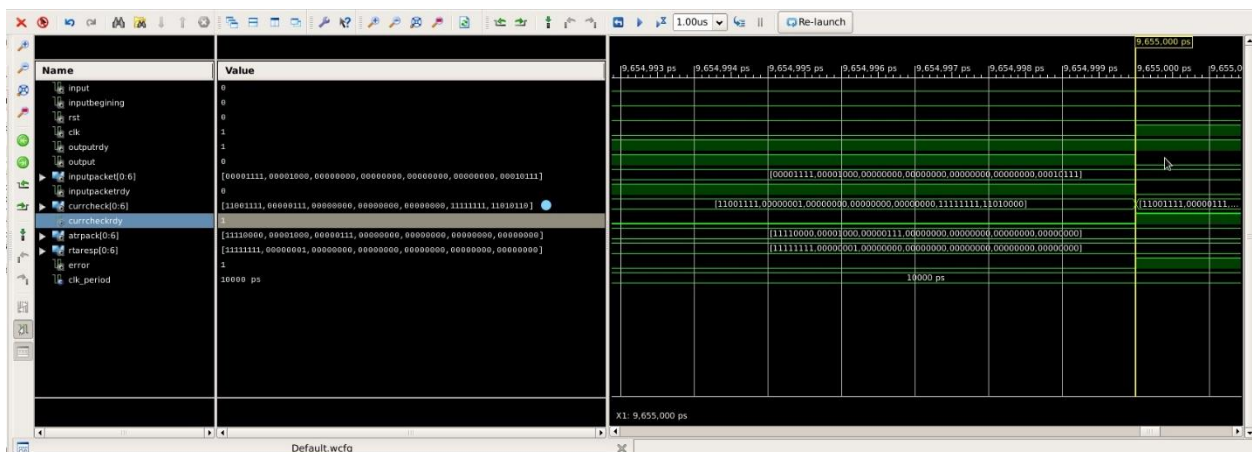 1.00us
Re-launch
9,655,000 ps
Name
Value
9,654,993 ps
9,654,994 ps
9,654,995 ps
9,654,996 ps
9,654,997 ps
9,654,998 ps
9,654,999 ps
9,655,000 ps
9,655,0
input
0
inputbegining
0
rst
0
clk
1
outputrdy
1
output
0
inputpacket[0:6]
[00001111,00001000,00000000,00000000,00000000,00000000,00010111]
[00001111,00001000,00000000,00000000,00000000,00000000,00010111]
inputpacketrdy
0
currcheck[0:6]
[11001111,00000111,00000000,00000000,00000000,11111111,11010110]
[11001111,00000001,00000000,00000000,00000000,11111111,11010000]
[11001111,00000111,...
currcheckrdy
1
atrpack[0:6]
[11110000,00001000,00000111,00000000,00000000,00000000,00000000]
[11110000,00001000,00000111,00000000,00000000,00000000,00000000]
rtaresp[0:6]
[11111111,00000001,00000000,00000000,00000000,00000000,00000000]
[11111111,00000001,00000000,00000000,00000000,00000000,00000000]
error
1
clk_period
10000 ps
10000 ps
X1: 9,655,000 ps
Default.wcfg